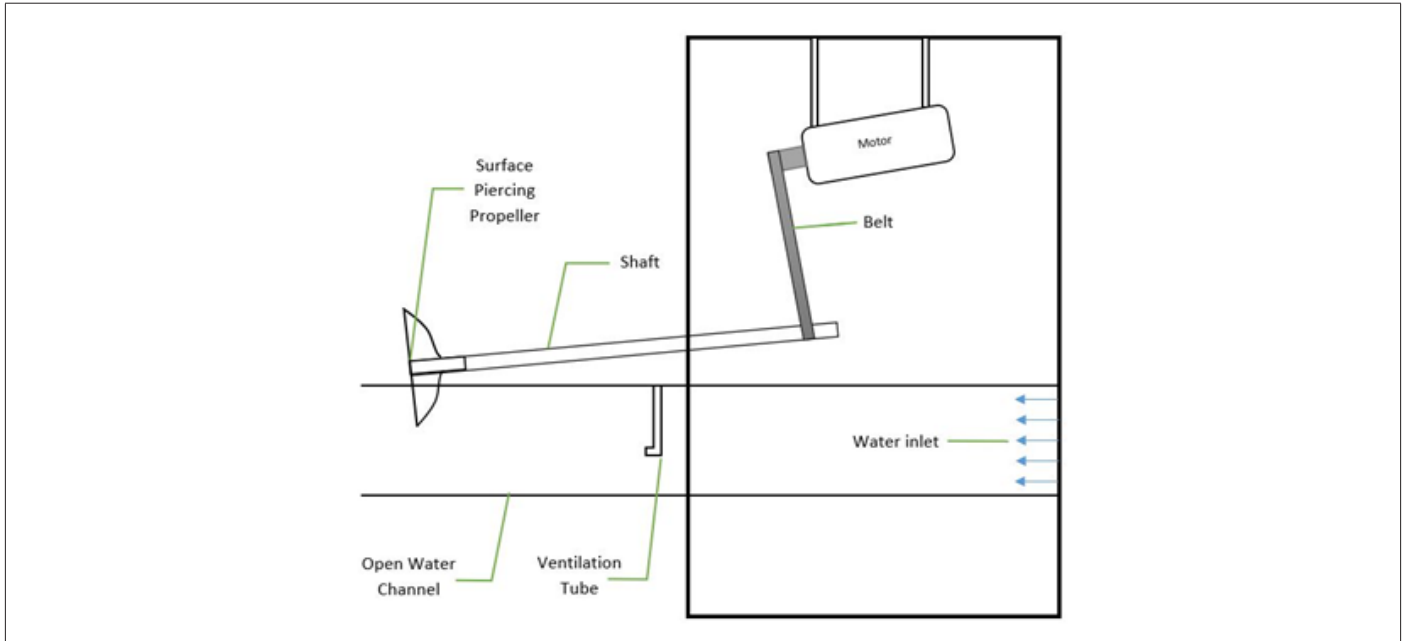 Motor
Surface
Piercing
Propeller
Belt
Shaft
Water inlet
Open Water
Channel
Ventilation
Tube